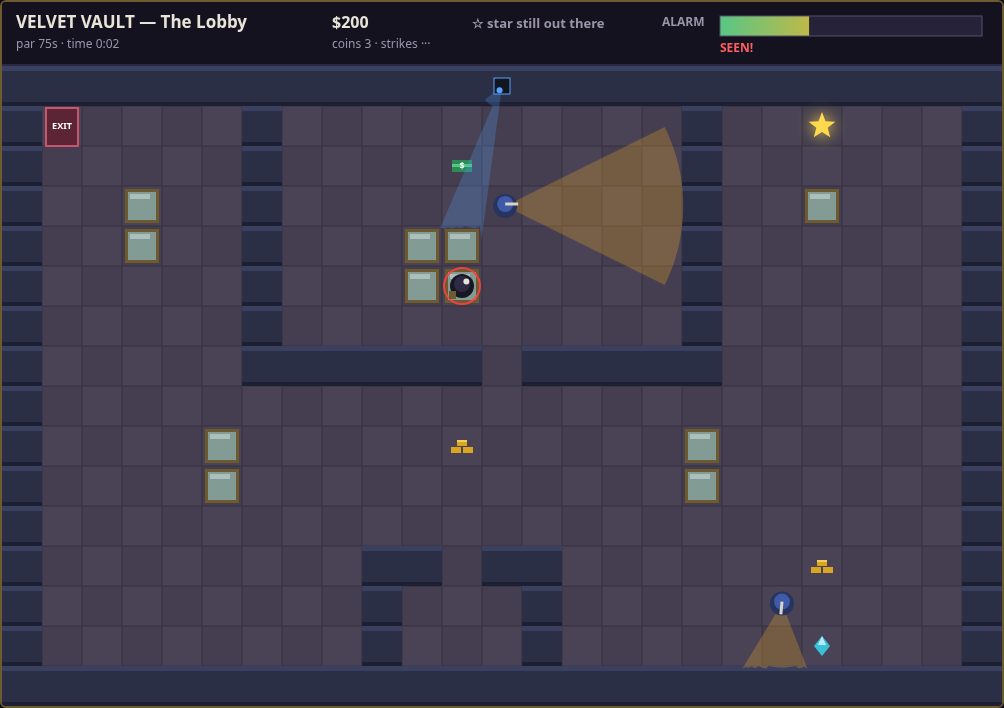 VELVET VAULT — The Lobby
par 75s · time 0:02
$200
coins 3 · strikes ···
☆ star still out there
ALARM
SEEN!
EXIT
$